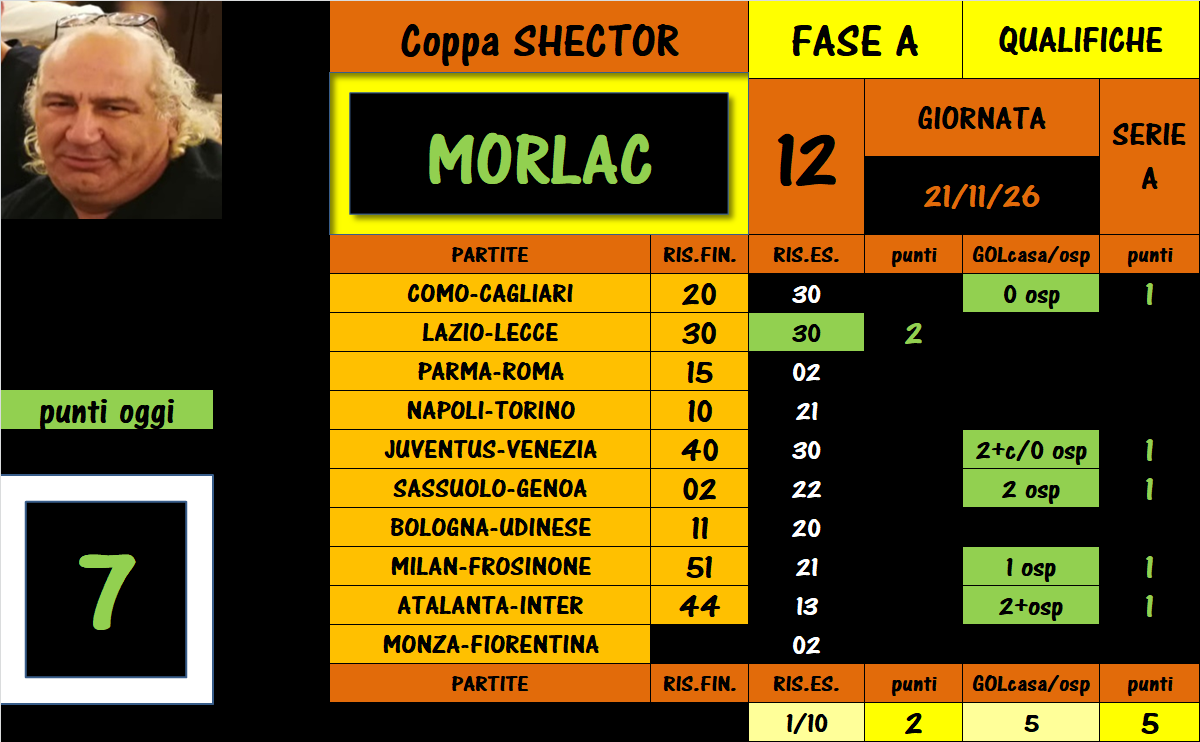 Coppa SHECTOR FASE A QUALIFICHE
MORLAC 12 GIORNATA SERIE A
21/11/26
PARTITE RIS.FIN. RIS.ES. punti GOLcasa/osp punti
COMO-CAGLIARI 20 30 0 osp 1
LAZIO-LECCE 30 30 2
PARMA-ROMA 15 02
punti oggi NAPOLI-TORINO 10 21
JUVENTUS-VENEZIA 40 30 2+c/0 osp 1
SASSUOLO-GENOA 02 22 2 osp 1
BOLOGNA-UDINESE 11 20
7 MILAN-FROSINONE 51 21 1 osp 1
ATALANTA-INTER 44 13 2+osp 1
MONZA-FIORENTINA 02
PARTITE RIS.FIN. RIS.ES. punti GOLcasa/osp punti
1/10 2 5 5